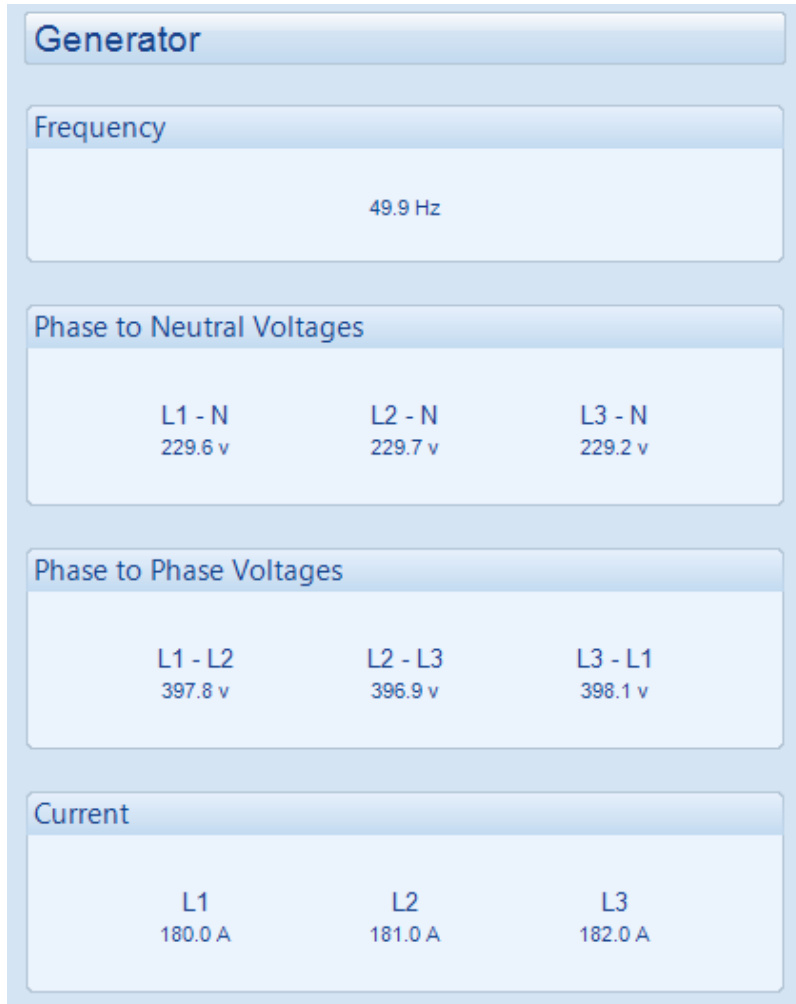 Generator
Frequency
49.9 Hz
Phase to Neutral Voltages
L1 - N L2 - N L3 - N
229.6 v 229.7 v 229.2 v
Phase to Phase Voltages
L1 - L2 L2 - L3 L3 - L1
397.8 v 396.9 v 398.1 v
Current
L1 L2 L3
180.0 A 181.0 A 182.0 A